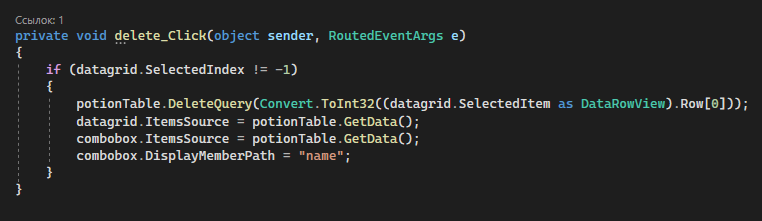 Ссылок: 1
private void delete_Click(object sender, RoutedEventArgs e)
{
if (datagrid.SelectedIndex != -1)
{
potionTable.DeleteQuery(Convert.ToInt32((datagrid.SelectedItem as DataRowView).Row[0]));
datagrid.ItemsSource = potionTable.GetData();
combobox.ItemsSource = potionTable.GetData();
combobox.DisplayMemberPath = "name";
}
}